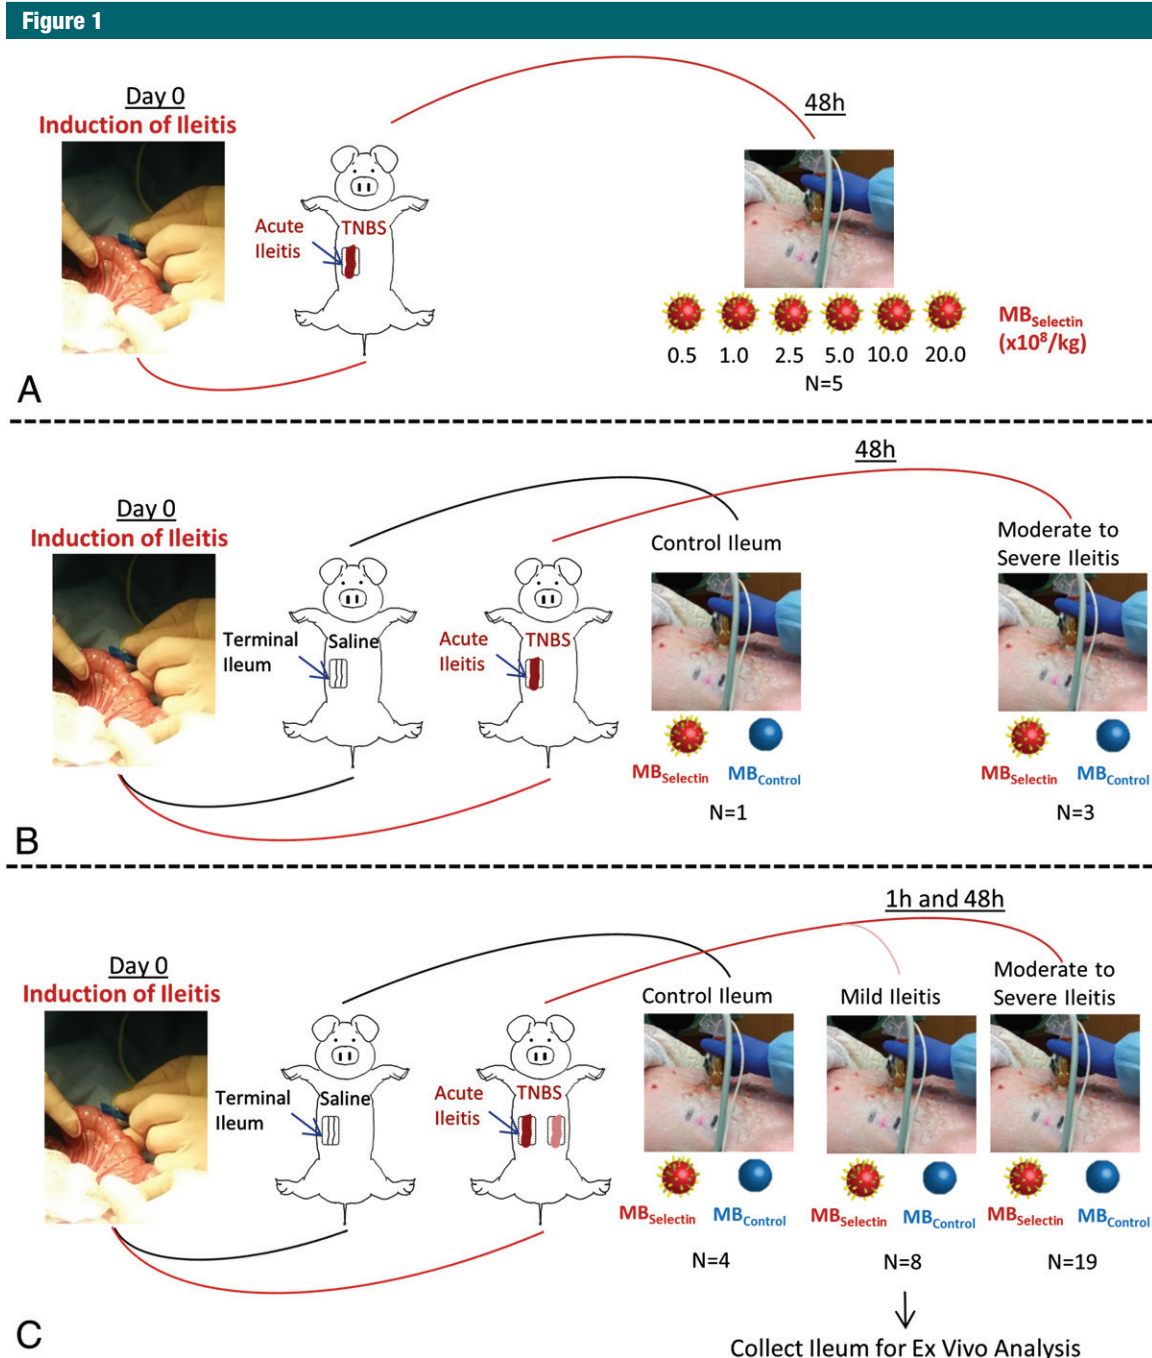 Figure 1
Day 0
Induction of Ileitis
48h
Acute
Ileitis
TNBS
MBSelectin
(x10⁸/kg)
0.5 1.0 2.5 5.0 10.0 20.0
N=5
A
48h
Day 0
Induction of Ileitis
Control Ileum
Moderate to
Severe Ileitis
Terminal
Ileum
Saline
Acute
Ileitis
TNBS
MBSelectin MBControl
MBSelectin MBControl
N=1
N=3
B
1h and 48h
Day 0
Induction of Ileitis
Control Ileum
Mild Ileitis
Moderate to
Severe Ileitis
Terminal
Ileum
Saline
Acute
Ileitis
TNBS
MBSelectin MBControl
MBSelectin MBControl
MBSelectin MBControl
N=4
N=8
N=19
C
Collect Ileum for Ex Vivo Analysis